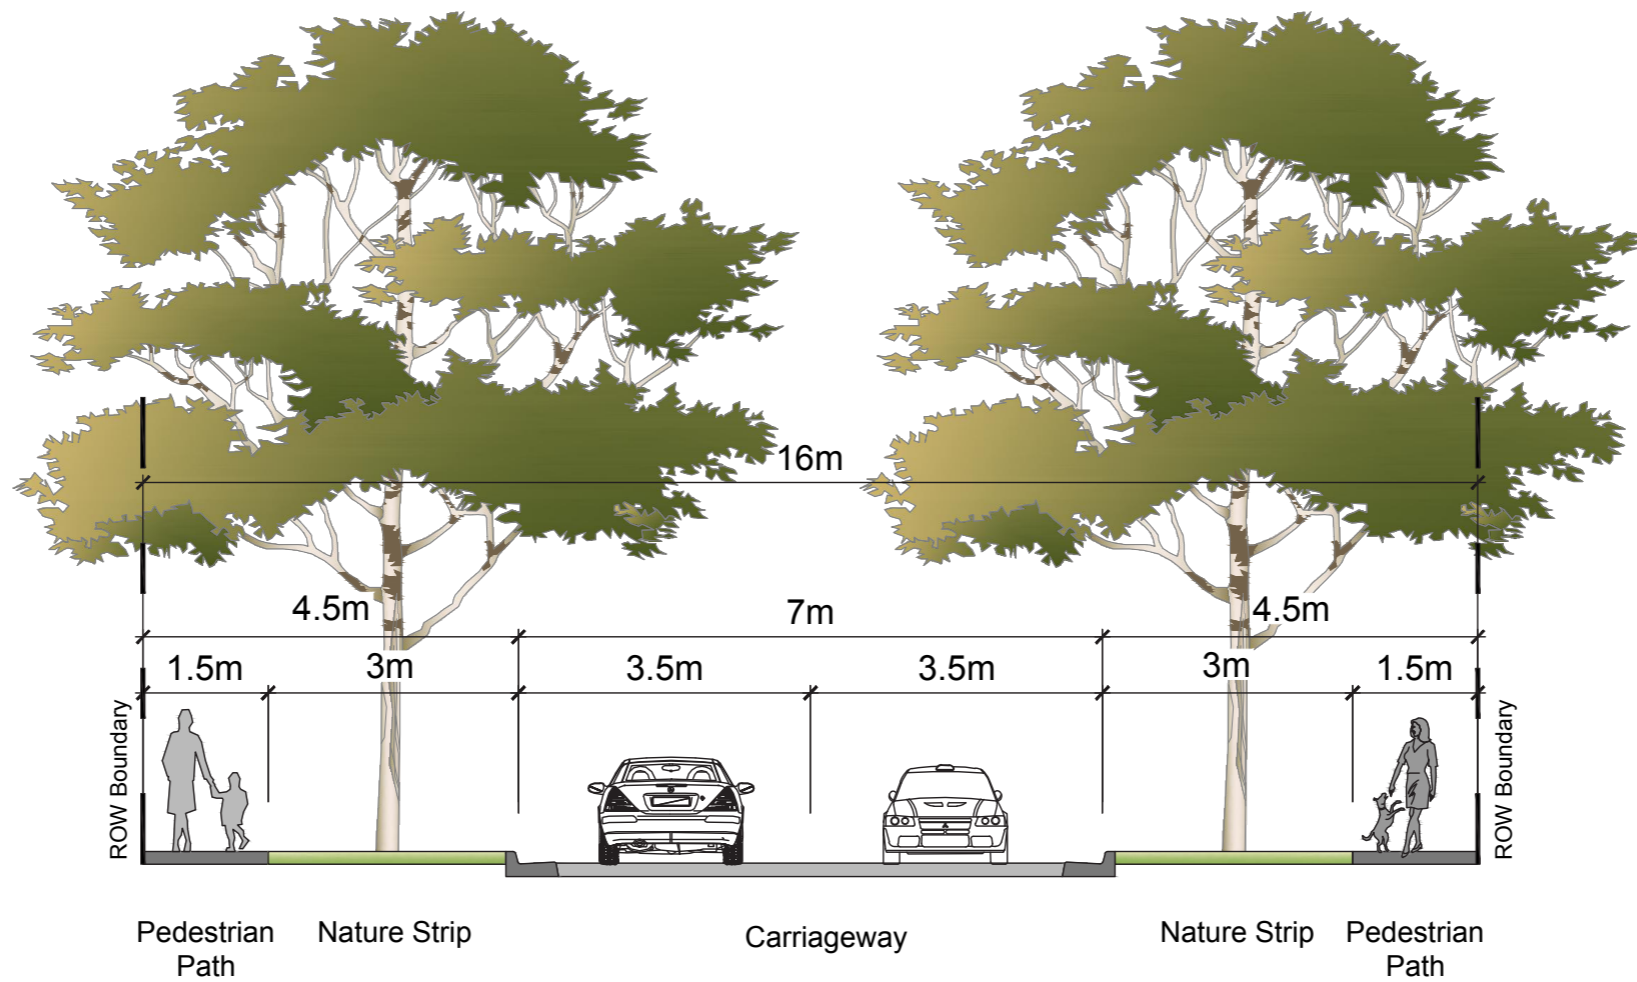 16m
4.5m
7m
4.5m
1.5m
3m
3.5m
3.5m
3m
1.5m
ROW Boundary
ROW Boundary
Pedestrian
Path
Nature Strip
Carriageway
Nature Strip
Pedestrian
Path